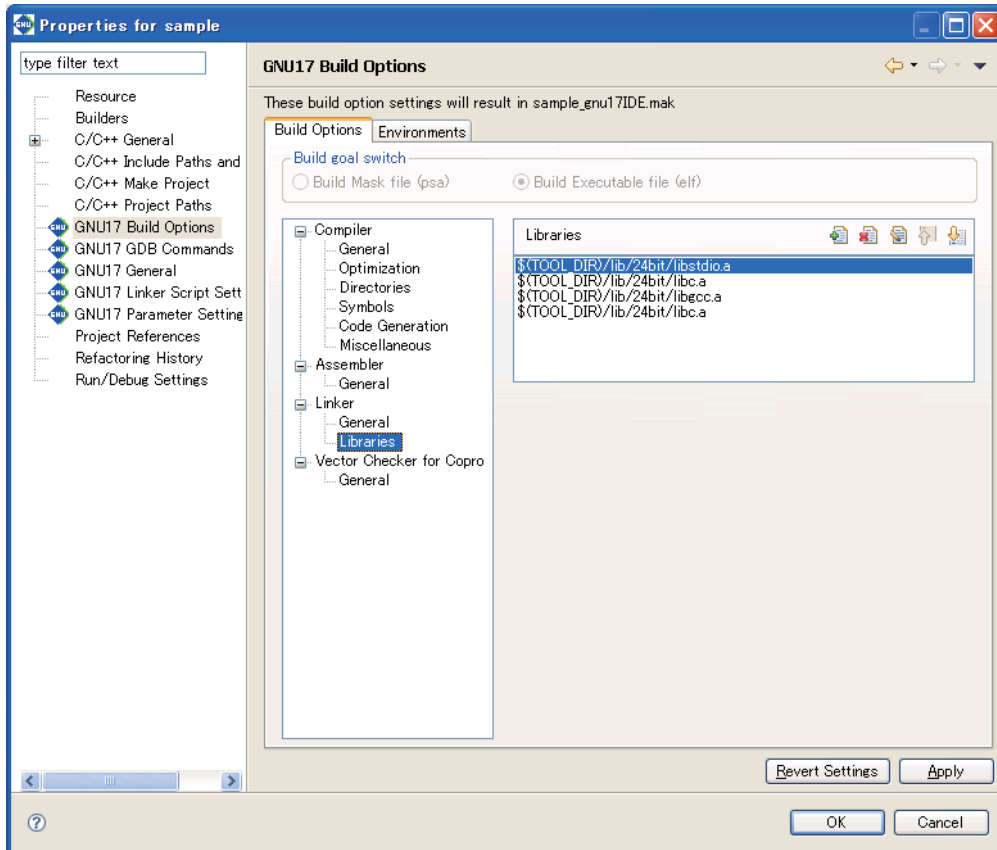 Properties for sample
type filter text
Resource
Builders
C/C++ General
C/C++ Include Paths and
C/C++ Make Project
C/C++ Project Paths
GNU17 Build Options
GNU17 GDB Commands
GNU17 General
GNU17 Linker Script Sett
GNU17 Parameter Setting
Project References
Refactoring History
Run/Debug Settings
GNU17 Build Options
These build option settings will result in sample_gnu17IDE.mak
Build Options
Environments
Build goal switch
Build Mask file (psa)
Build Executable file (elf)
Compiler
General
Optimization
Directories
Symbols
Code Generation
Miscellaneous
Assembler
General
Linker
General
Libraries
Vector Checker for Copro
General
Libraries
$(TOOL_DIR)/lib/24bit/libstdio.a
$(TOOL_DIR)/lib/24bit/libc.a
$(TOOL_DIR)/lib/24bit/libgcc.a
$(TOOL_DIR)/lib/24bit/libc.a
Revert Settings
Apply
OK
Cancel